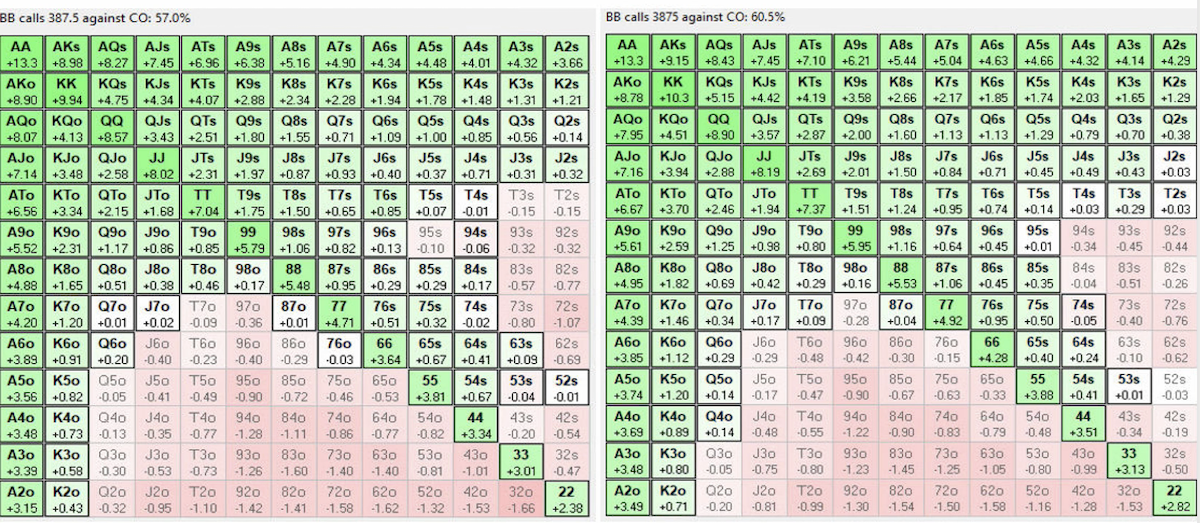 BB calls 387.5 against CO: 57.0%
AA AKs AQs AJs ATs A9s A8s A7s A6s A5s A4s A3s A2s
+13.3 +8.98 +8.27 +7.45 +6.96 +6.38 +5.16 +4.90 +4.34 +4.48 +4.01 +4.32 +3.66
AKo KK KQs KJs KTs K9s K8s K7s K6s K5s K4s K3s K2s
+8.90 +9.94 +4.75 +4.34 +4.07 +2.88 +2.34 +2.28 +1.94 +1.78 +1.48 +1.31 +1.21
AQo KQo QQ QJs QTs Q9s Q8s Q7s Q6s Q5s Q4s Q3s Q2s
+8.07 +4.13 +8.57 +3.43 +2.51 +1.80 +1.55 +0.71 +1.09 +1.00 +0.85 +0.56 +0.14
AJo KJo QJo JJ JTs J9s J8s J7s J6s J5s J4s J3s J2s
+7.14 +3.48 +2.58 +8.02 +2.31 +1.97 +0.87 +0.93 +0.40 +0.37 +0.71 +0.31 +0.32
ATo KTo QTo JTo TT T9s T8s T7s T6s T5s T4s T3s T2s
+6.56 +3.34 +2.15 +1.68 +7.04 +1.75 +1.50 +0.65 +0.85 +0.07 -0.01 -0.15 -0.15
A9o K9o Q9o J9o T9o 99 98s 97s 96s 95s 94s 93s 92s
+5.52 +2.31 +1.17 +0.86 +0.85 +5.79 +1.06 +0.82 +0.13 -0.10 -0.06 -0.32 -0.32
A8o K8o Q8o J8o T8o 98o 88 87s 86s 85s 84s 83s 82s
+4.88 +1.65 +0.51 +0.38 +0.46 +0.17 +5.48 +0.95 +0.29 +0.29 +0.17 -0.57 -0.77
A7o K7o Q7o J7o T7o 97o 87o 77 76s 75s 74s 73s 72s
+4.20 +1.20 +0.01 +0.02 -0.09 -0.36 +0.01 +4.71 +0.51 +0.32 -0.02 -0.80 -1.07
A6o K6o Q6o J6o T6o 96o 86o 76o 66 65s 64s 63s 62s
+3.89 +0.91 +0.20 -0.40 -0.23 -0.40 -0.29 -0.03 +3.64 +0.67 +0.41 +0.09 -0.69
A5o K5o Q5o J5o T5o 95o 85o 75o 65o 55 54s 53s 52s
+3.56 +0.82 -0.05 -0.41 -0.49 -0.90 -0.72 -0.46 -0.53 +3.81 +0.67 -0.04 -0.01
A4o K4o Q4o J4o T4o 94o 84o 74o 64o 54o 44 43s 42s
+3.48 +0.73 -0.13 -0.35 -0.77 -1.28 -1.11 -0.86 -0.77 -0.82 +3.34 -0.20 -0.54
A3o K3o Q3o J3o T3o 93o 83o 73o 63o 53o 43o 33 32s
+3.39 +0.58 -0.30 -0.53 -0.73 -1.26 -1.60 -1.40 -1.40 -0.81 -1.01 +3.01 -0.47
A2o K2o Q2o J2o T2o 92o 82o 72o 62o 52o 42o 32o 22
+3.15 +0.43 -0.32 -0.95 -1.10 -1.42 -1.41 -1.58 -1.62 -1.32 -1.53 -1.66 +2.38
BB calls 3875 against CO: 60.5%
AA AKs AQs AJs ATs A9s A8s A7s A6s A5s A4s A3s A2s
+13.3 +9.15 +8.43 +7.45 +7.10 +6.21 +5.44 +5.04 +4.63 +4.66 +4.32 +4.14 +4.29
AKo KK KQs KJs KTs K9s K8s K7s K6s K5s K4s K3s K2s
+8.78 +10.3 +5.15 +4.42 +4.19 +3.58 +2.66 +2.17 +1.85 +1.74 +2.03 +1.65 +1.29
AQo KQo QQ QJs QTs Q9s Q8s Q7s Q6s Q5s Q4s Q3s Q2s
+7.95 +4.51 +8.90 +3.57 +2.87 +2.00 +1.60 +1.13 +1.13 +1.29 +0.79 +0.70 +0.38
AJo KJo QJo JJ JTs J9s J8s J7s J6s J5s J4s J3s J2s
+7.16 +3.94 +2.88 +8.19 +2.69 +2.01 +1.50 +0.84 +0.71 +0.45 +0.49 +0.43 +0.03
ATo KTo QTo JTo TT T9s T8s T7s T6s T5s T4s T3s T2s
+6.67 +3.70 +2.46 +1.94 +7.37 +1.51 +1.24 +0.95 +0.74 +0.14 +0.03 +0.29 +0.03
A9o K9o Q9o J9o T9o 99 98s 97s 96s 95s 94s 93s 92s
+5.61 +2.59 +1.25 +0.98 +0.80 +5.95 +1.16 +0.64 +0.45 +0.01 -0.34 -0.45 -0.44
A8o K8o Q8o J8o T8o 98o 88 87s 86s 85s 84s 83s 82s
+4.95 +1.82 +0.69 +0.42 +0.29 +0.16 +5.53 +1.06 +0.45 +0.35 -0.04 -0.51 -0.26
A7o K7o Q7o J7o T7o 97o 87o 77 76s 75s 74s 73s 72s
+4.39 +1.46 +0.34 +0.17 +0.09 -0.28 +0.04 +4.92 +0.95 +0.50 -0.05 -0.40 -0.76
A6o K6o Q6o J6o T6o 96o 86o 76o 66 65s 64s 63s 62s
+3.85 +1.12 +0.29 -0.29 -0.48 -0.42 -0.30 -0.15 +4.28 +0.40 +0.24 -0.10 -0.62
A5o K5o Q5o J5o T5o 95o 85o 75o 65o 55 54s 53s 52s
+3.74 +1.20 +0.14 -0.17 -0.47 -0.90 -0.67 -0.63 -0.33 +3.88 +0.41 +0.01 -0.03
A4o K4o Q4o J4o T4o 94o 84o 74o 64o 54o 44 43s 42s
+3.69 +0.89 +0.14 -0.48 -0.55 -1.22 -0.90 -0.83 -0.79 -0.48 +3.51 -0.34 -0.19
A3o K3o Q3o J3o T3o 93o 83o 73o 63o 53o 43o 33 32s
+3.48 +0.80 -0.05 -0.75 -0.80 -1.23 -1.45 -1.25 -1.05 -0.80 -0.99 +3.13 -0.50
A2o K2o Q2o J2o T2o 92o 82o 72o 62o 52o 42o 32o 22
+3.49 +0.71 -0.20 -0.81 -0.99 -1.30 -1.54 -1.50 -1.58 -1.16 -1.28 -1.53 +2.82